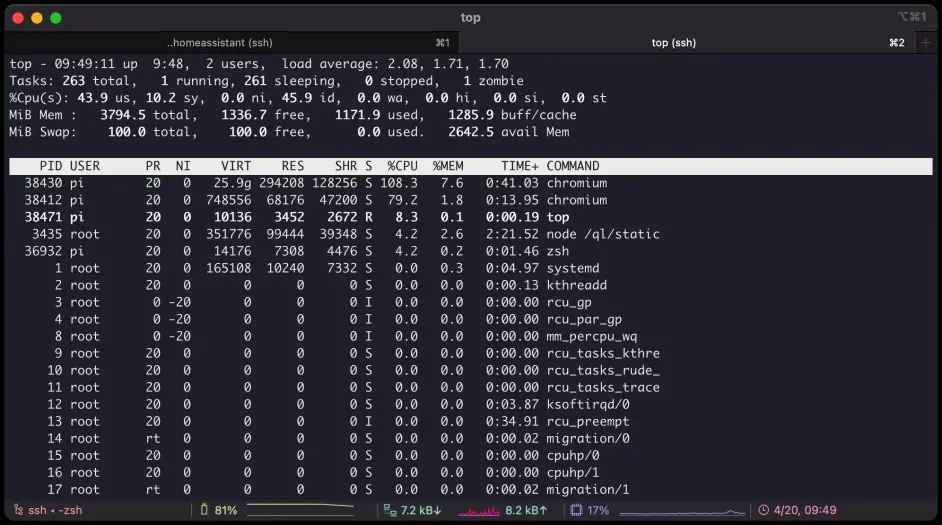 top
⌥⌘1
..homeassistant (ssh) ⌘1 top (ssh) ⌘2 +
top - 09:49:11 up  9:48,  2 users,  load average: 2.08, 1.71, 1.70
Tasks: 263 total,   1 running, 261 sleeping,   0 stopped,   1 zombie
%Cpu(s): 43.9 us, 10.2 sy,  0.0 ni, 45.9 id,  0.0 wa,  0.0 hi,  0.0 si,  0.0 st
MiB Mem :   3794.5 total,   1336.7 free,   1171.9 used,   1285.9 buff/cache
MiB Swap:    100.0 total,    100.0 free,      0.0 used.   2642.5 avail Mem
PID USER PR NI VIRT RES SHR S %CPU %MEM TIME+ COMMAND
38430 pi 20 0 25.9g 294208 128256 S 108.3 7.6 0:41.03 chromium
38412 pi 20 0 748556 68176 47200 S 79.2 1.8 0:13.95 chromium
38471 pi 20 0 10136 3452 2672 R 8.3 0.1 0:00.19 top
3435 root 20 0 351776 99444 39348 S 4.2 2.6 2:21.52 node /ql/static
36932 pi 20 0 14176 7308 4476 S 4.2 0.2 0:01.46 zsh
1 root 20 0 165108 10240 7332 S 0.0 0.3 0:04.97 systemd
2 root 20 0 0 0 0 S 0.0 0.0 0:00.13 kthreadd
3 root 0 -20 0 0 0 I 0.0 0.0 0:00.00 rcu_gp
4 root 0 -20 0 0 0 I 0.0 0.0 0:00.00 rcu_par_gp
8 root 0 -20 0 0 0 I 0.0 0.0 0:00.00 mm_percpu_wq
9 root 20 0 0 0 0 S 0.0 0.0 0:00.00 rcu_tasks_kthre
10 root 20 0 0 0 0 S 0.0 0.0 0:00.00 rcu_tasks_rude_
11 root 20 0 0 0 0 S 0.0 0.0 0:00.00 rcu_tasks_trace
12 root 20 0 0 0 0 S 0.0 0.0 0:03.87 ksoftirqd/0
13 root 20 0 0 0 0 I 0.0 0.0 0:34.91 rcu_preempt
14 root rt 0 0 0 0 S 0.0 0.0 0:00.02 migration/0
15 root 20 0 0 0 0 S 0.0 0.0 0:00.00 cpuhp/0
16 root 20 0 0 0 0 S 0.0 0.0 0:00.00 cpuhp/1
17 root rt 0 0 0 0 S 0.0 0.0 0:00.02 migration/1
ssh ◂ -zsh 81% 7.2 kB↓ 8.2 kB↑ 17% 4/20, 09:49